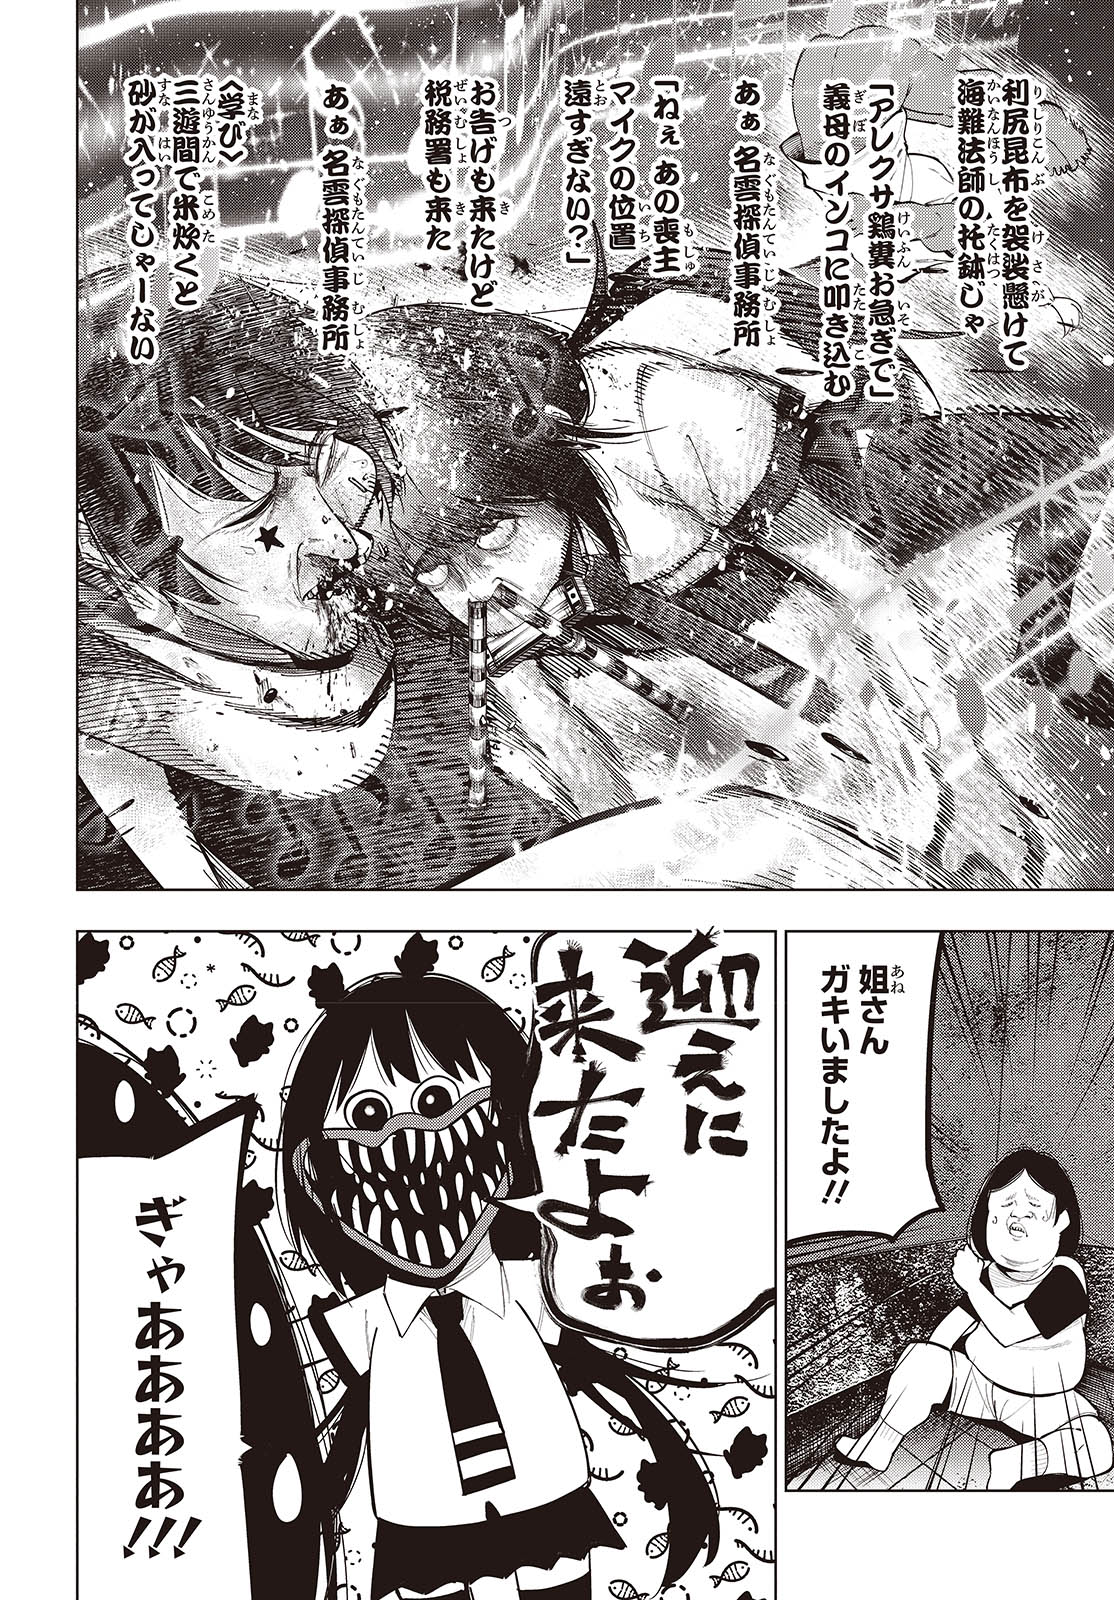 利尻昆布を袈裟懸けて
海難法師の托鉢じゃ
「アレクサ鶏糞お急ぎで」
義母のインコに叩き込む
あぁ 名雲探偵事務所
「ねぇ あの喪主
マイクの位置
遠すぎない？」
お告げも来たけど
税務署も来た
あぁ 名雲探偵事務所
〈学び〉
三遊間で米炊くと
砂が入ってしゃーない
姐さん
ガキいましたよ!!
迎えに
来たよぉ
ぎゃああああぁ!!!